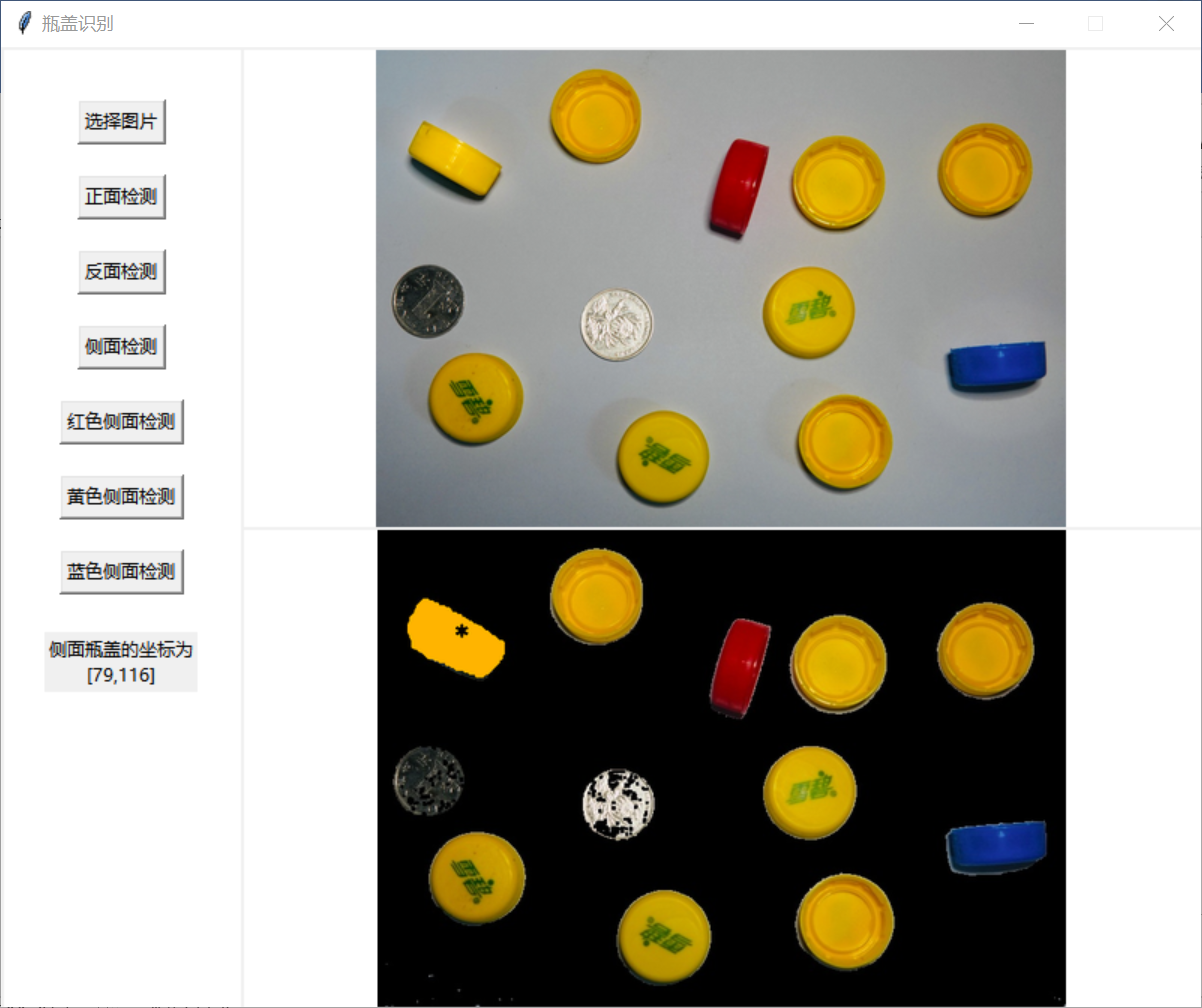 瓶盖识别
选择图片
正面检测
反面检测
侧面检测
红色侧面检测
黄色侧面检测
蓝色侧面检测
侧面瓶盖的坐标为
[79,116]